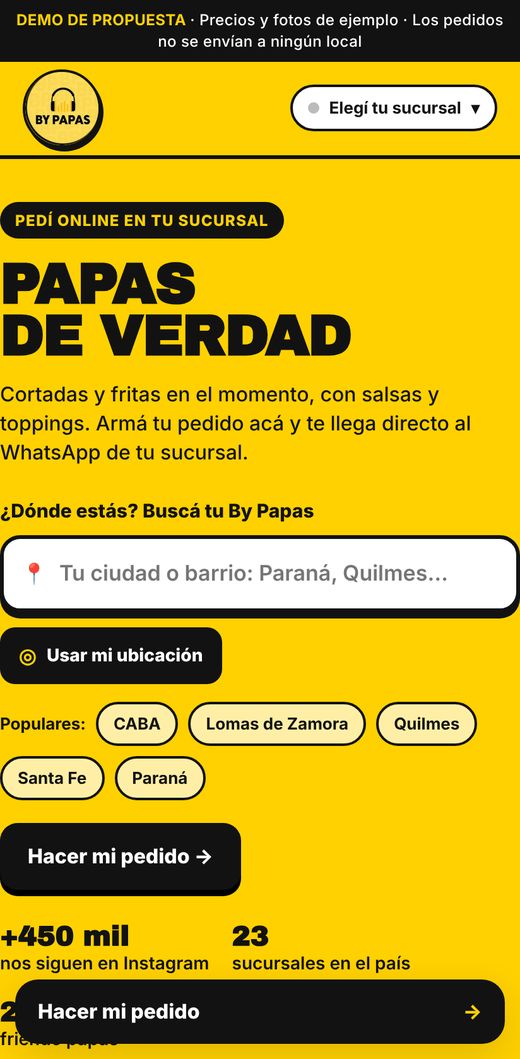 DEMO DE PROPUESTA · Precios y fotos de ejemplo · Los pedidos
no se envían a ningún local
BY PAPAS
Elegí tu sucursal ▼
PEDÍ ONLINE EN TU SUCURSAL
PAPAS
DE VERDAD
Cortadas y fritas en el momento, con salsas y
toppings. Armá tu pedido acá y te llega directo al
WhatsApp de tu sucursal.
¿Dónde estás? Buscá tu By Papas
Tu ciudad o barrio: Paraná, Quilmes...
Usar mi ubicación
Populares: CABA Lomas de Zamora Quilmes
Santa Fe Paraná
Hacer mi pedido →
+450 mil 23
nos siguen en Instagram sucursales en el país
Hacer mi pedido →